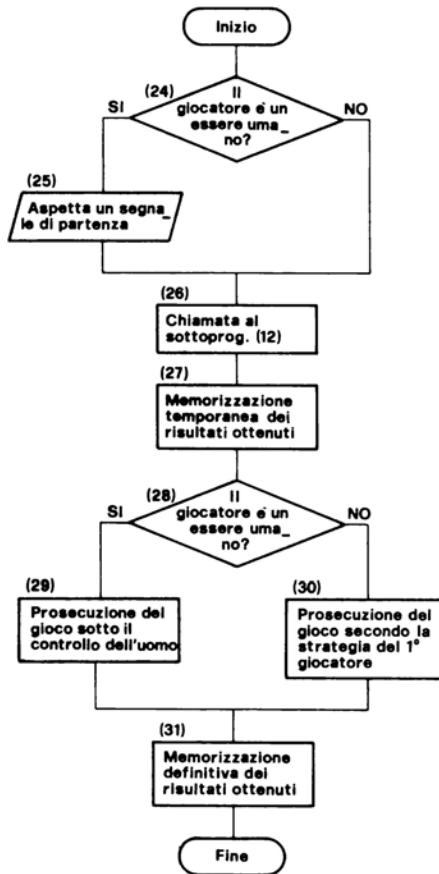 Inizio
(24)
SI
NO
Il
giocatore è un
essere uma_
no?
(25)
Aspetta un segna_
le di partenza
(26)
Chiamata al
sottoprog. (12)
(27)
Memorizzazione
temporanea dei
risultati ottenuti
(28)
SI
NO
Il
giocatore è un
essere uma_
no?
(29)
Prosecuzione del
gioco sotto il
controllo dell'uomo
(30)
Prosecuzione del
gioco secondo la
strategia del 1°
giocatore
(31)
Memorizzazione
definitiva dei
risultati ottenuti
Fine